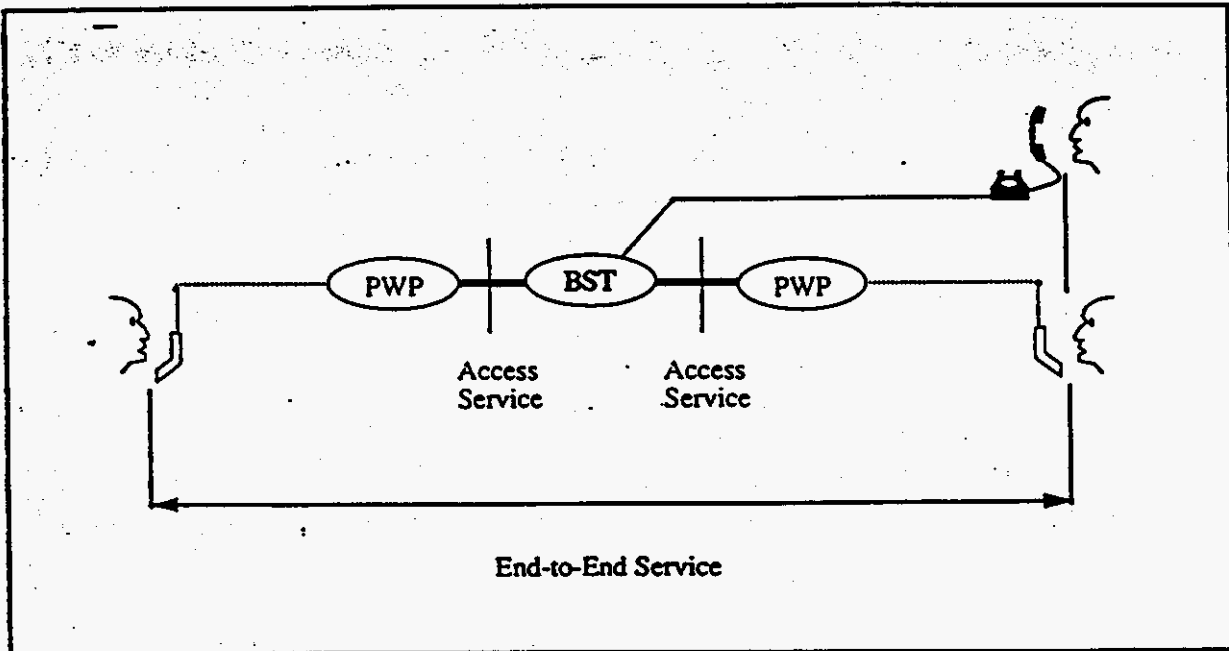 PWP
BST
PWP
Access
Service
Access
Service
End-to-End Service